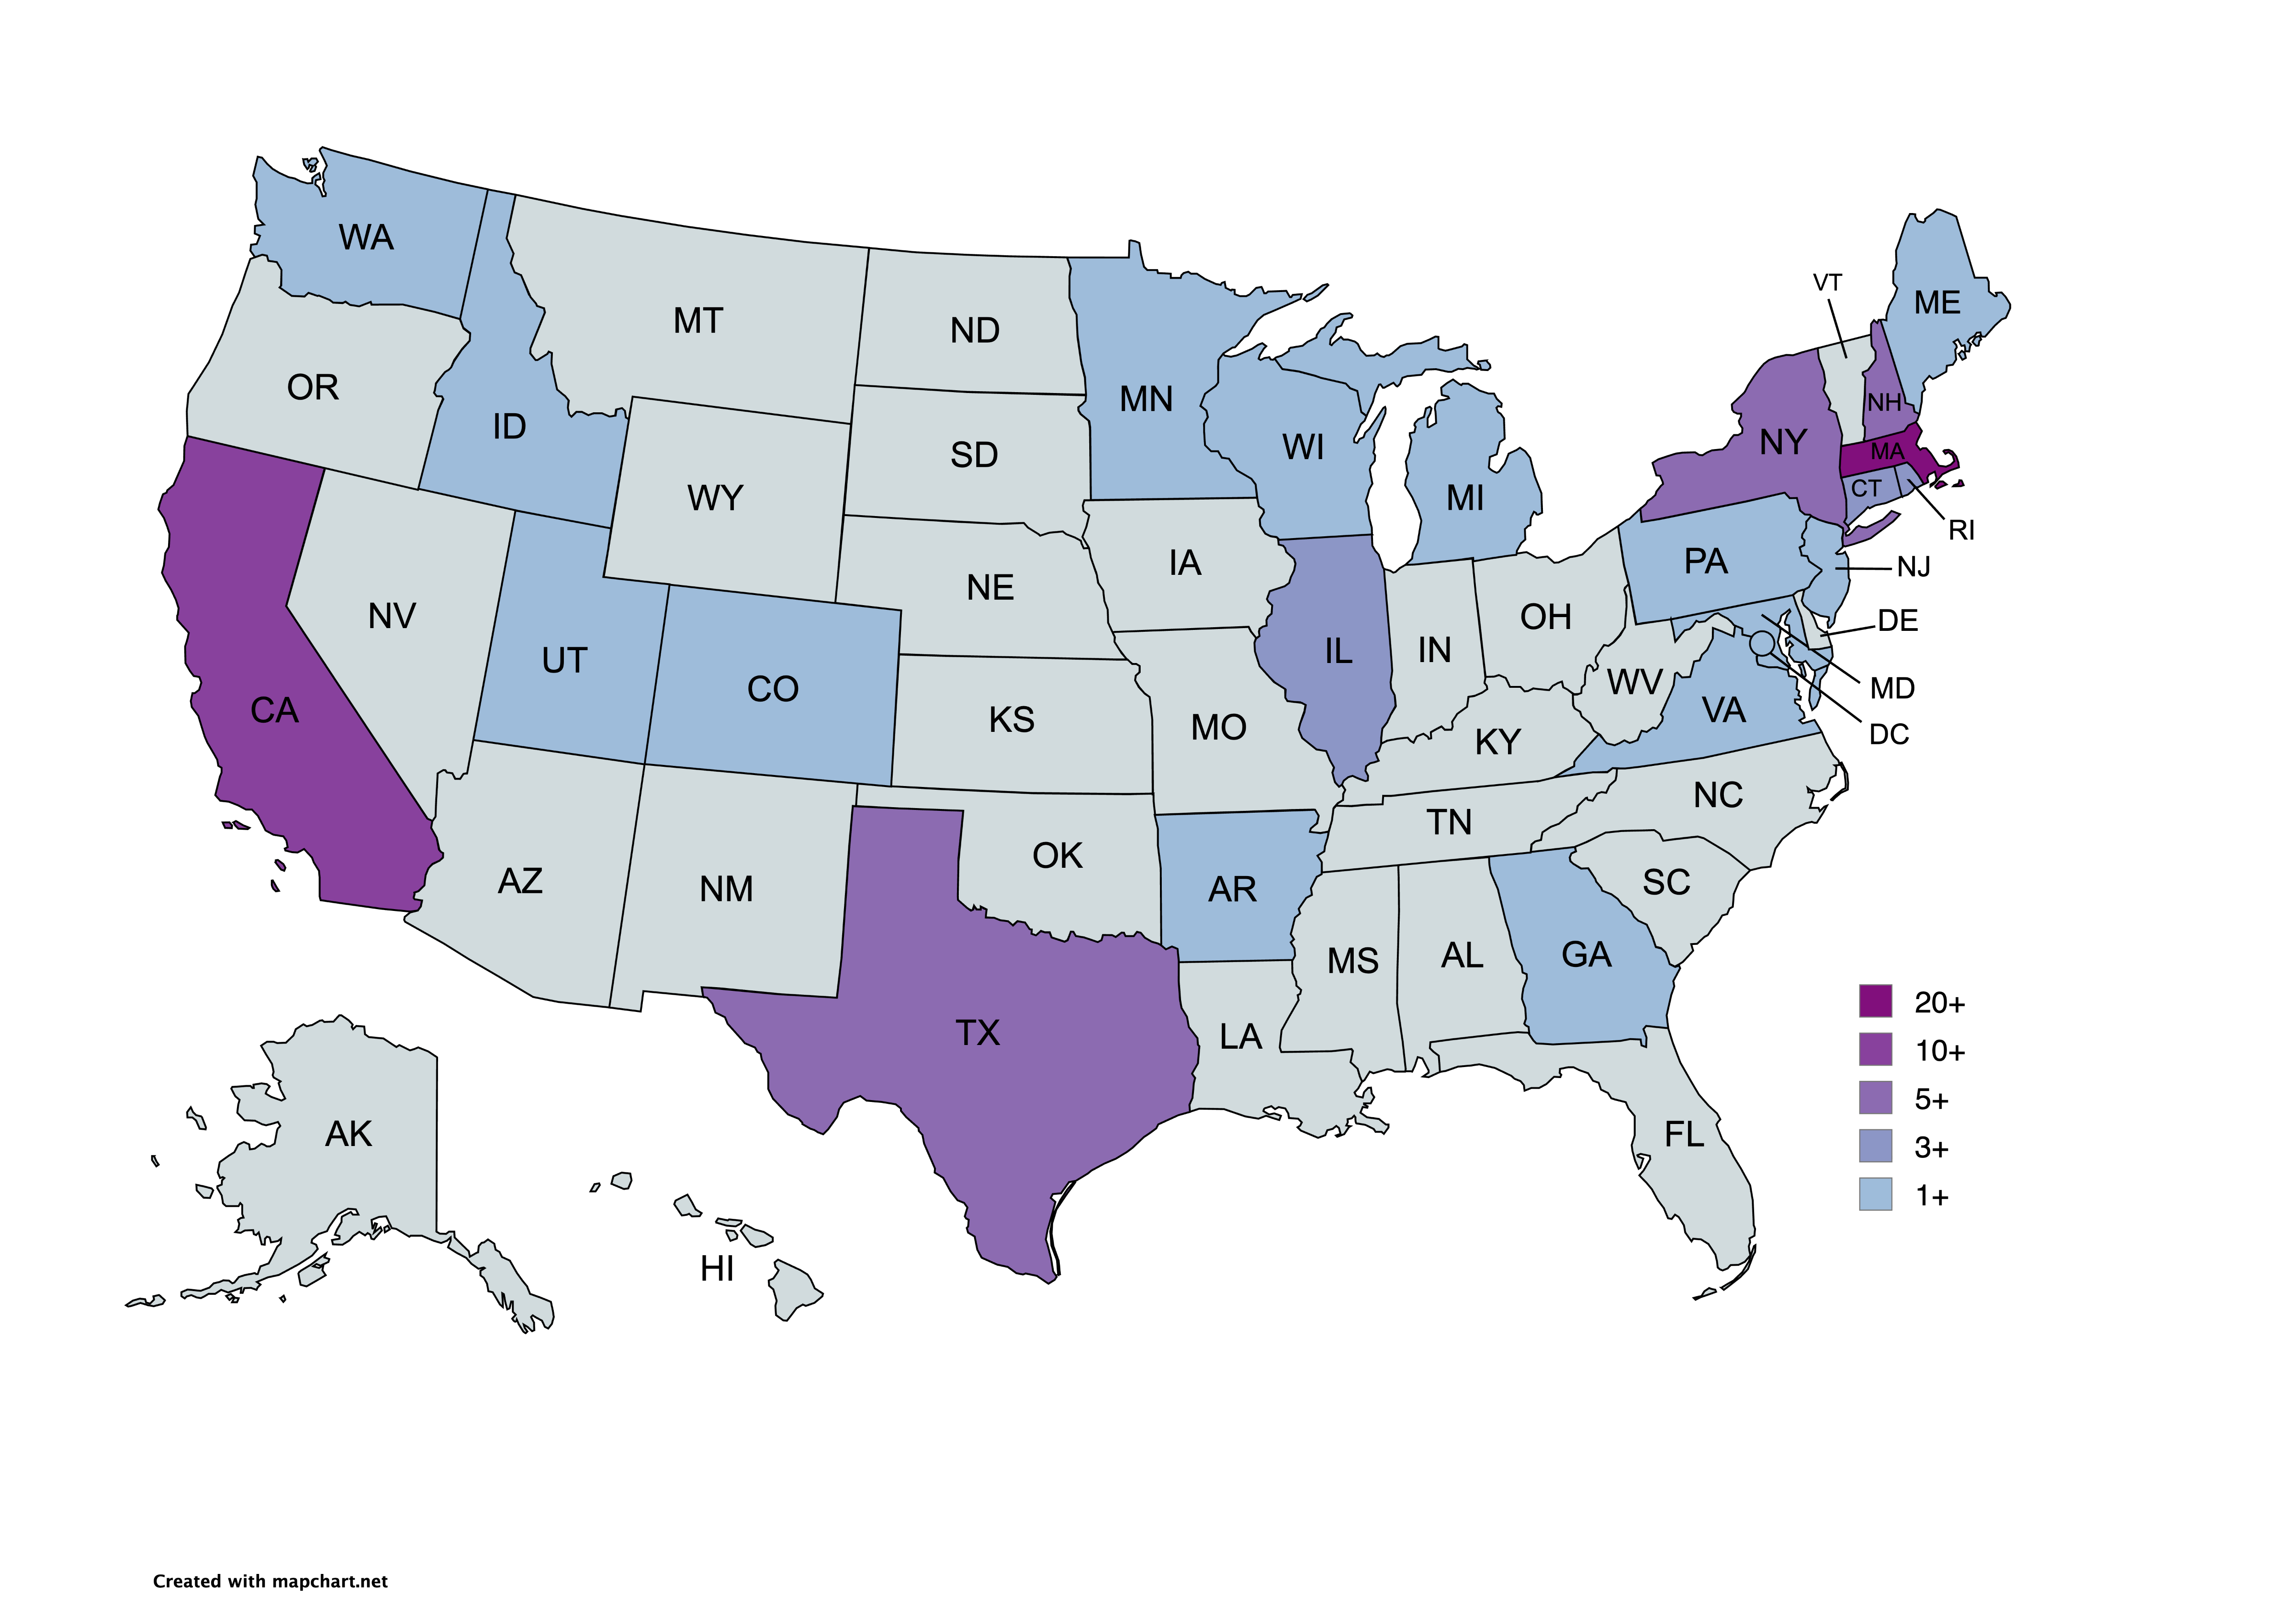 WA
MT
ND
MN
VT
ME
OR
ID
WI
NH
NY
MA
SD
WY
MI
CT
RI
IA
PA
NJ
NE
NV
OH
DE
UT
IL
IN
CO
WV
MD
CA
VA
KS
MO
DC
KY
NC
TN
OK
AZ
NM
AR
SC
MS
AL
GA
TX
LA
AK
FL
HI
20+
10+
5+
3+
1+
Created with mapchart.net